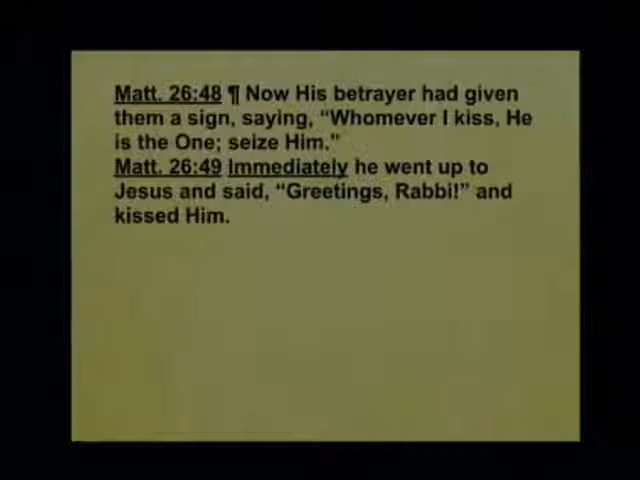 Matt. 26:48 ¶ Now His betrayer had given
them a sign, saying, “Whomever I kiss, He
is the One; seize Him.”
Matt. 26:49 Immediately he went up to
Jesus and said, “Greetings, Rabbi!” and
kissed Him.